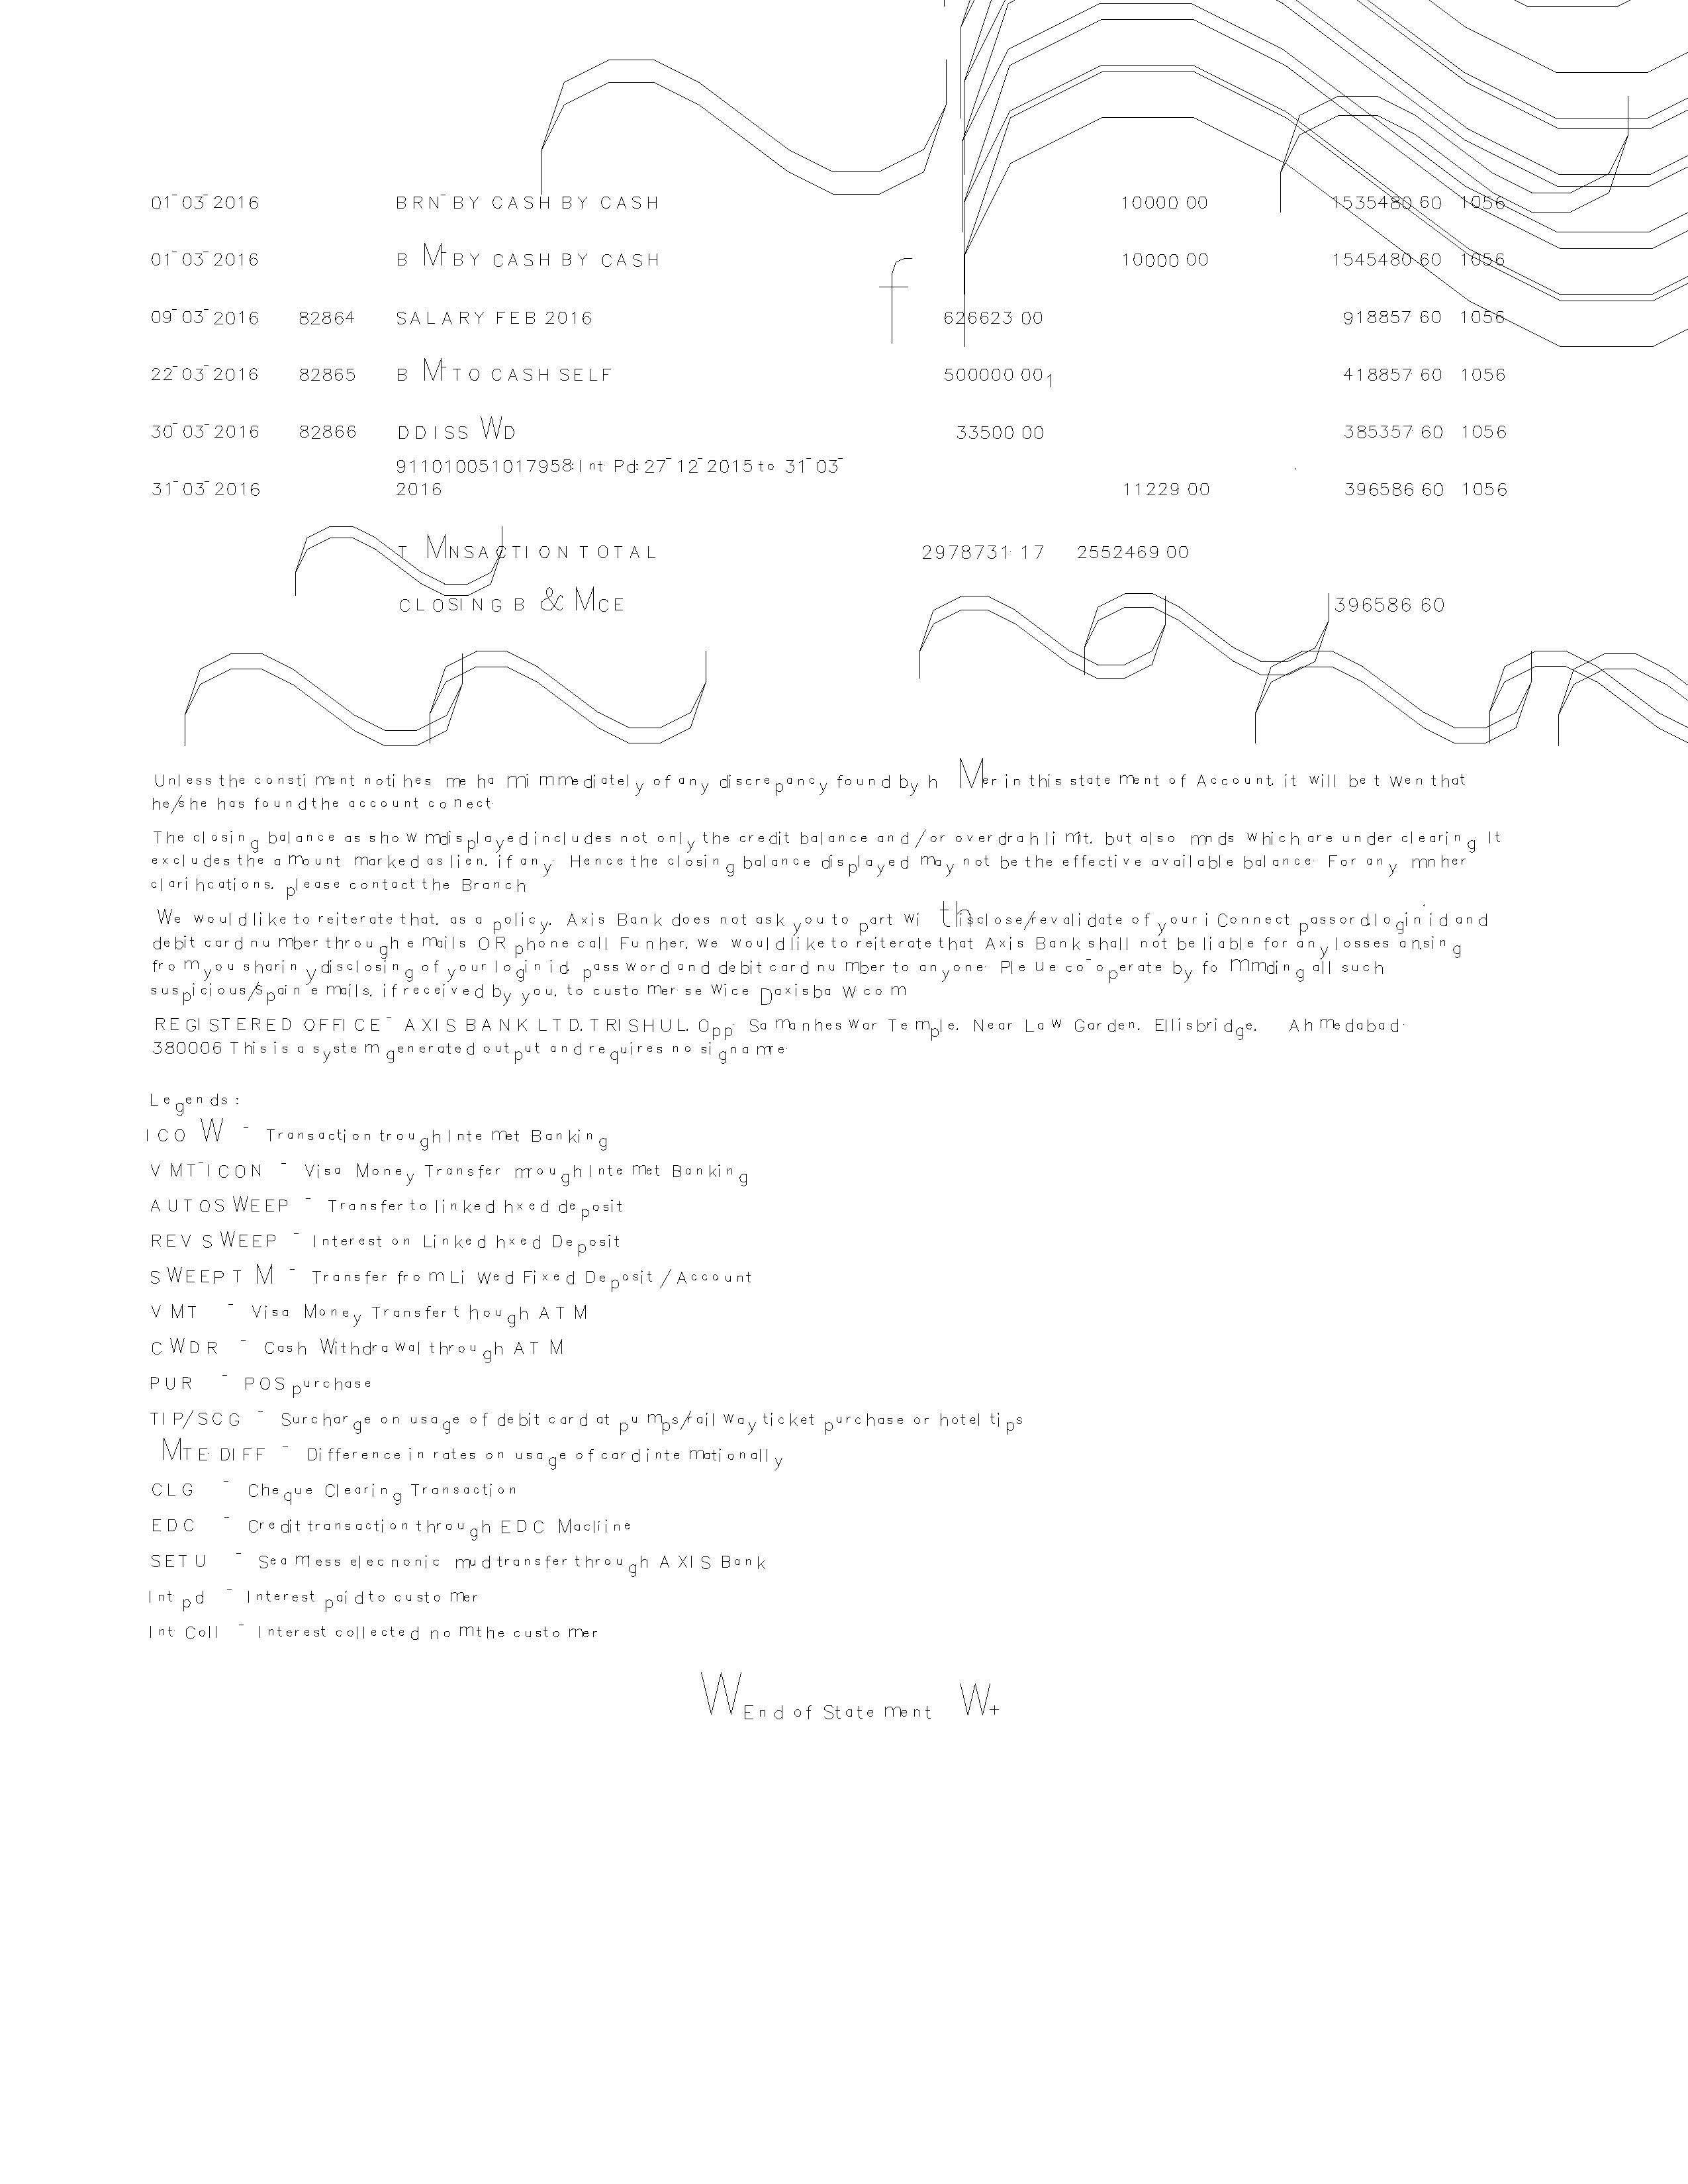 01-03-2016 BRN-BY CASH BY CASH 10000 00 1535480 60 1056
01-03-2016 B M-BY CASH BY CASH 10000 00 1545480 60 1056
f
09-03-2016 82864 SALARY FEB 2016 626623 00 918857 60 1056
22-03-2016 82865 B M-TO CASH SELF 500000 00 1 418857 60 1056
30-03-2016 82866 DDISS Wd 33500 00 385357 60 1056
911010051017958:Int Pd:27-12-2015 to 31-03-
31-03-2016 2016 11229 00 396586 60 1056
T MNSACTION TOTAL 2978731 17 2552469 00
CLOSING B & MCE 396586 60
Unless the constiment notihes me ha mi mmediately of any discrepancy found by h Mer in this statement of Account. it will be t Wen that
he/she has found the account conect
The closing balance as show mdisplayed includes not only the credit balance and/or overdrah limit. but also mnds which are under clearing It
excludes the amount marked as lien. if any Hence the closing balance displayed may not be the effective available balance For any mnher
clarihcations. please contact the Branch
We would like to reiterate that. as a policy. Axis Bank does not ask you to part wi thisclose/revalidate of your iConnect passord.login id and
debit card number through emails OR phone call Funher. we would like to reiterate that Axis Bank shall not be liable for any losses ansing
from you sharin ydisclosing of your login id. password and debit card number to anyone Ple Ue co-operate by fo Mmding all such
suspicious/Spain emails. if received by you. to customer se Wice Daxisba W com
REGISTERED OFFICE- AXIS BANK LTD.TRISHUL. Opp Samanheswar Temple. Near Law Garden. Ellisbridge. Ahmedabad
380006 This is a system generated output and requires no signame
Legends:
ICO W - Transaction trough Intemet Banking
VMT-ICON - Visa Money Transfer mrough Intemet Banking
AUTOSWEEP - Transfer to linked hxed deposit
REV SWEEP - Interest on Linked hxed Deposit
SWEEPT M - Transfer from Li Wed Fixed Deposit/Account
VMT - Visa Money Transfer though ATM
CWDR - Cash Withdrawal through ATM
PUR - POS purchase
TIP/SCG - Surcharge on usage of debit card at pumps/railway ticket purchase or hotel tips
MTE DIFF - Difference in rates on usage of card intemationally
CLG - Cheque Clearing Transaction
EDC - Credit transaction through EDC Macliine
SETU - Seamless elecnonic mud transfer through AXIS Bank
Int pd - Interest paid to customer
Int Coll - Interest collected nom the customer
W End of Statement W+